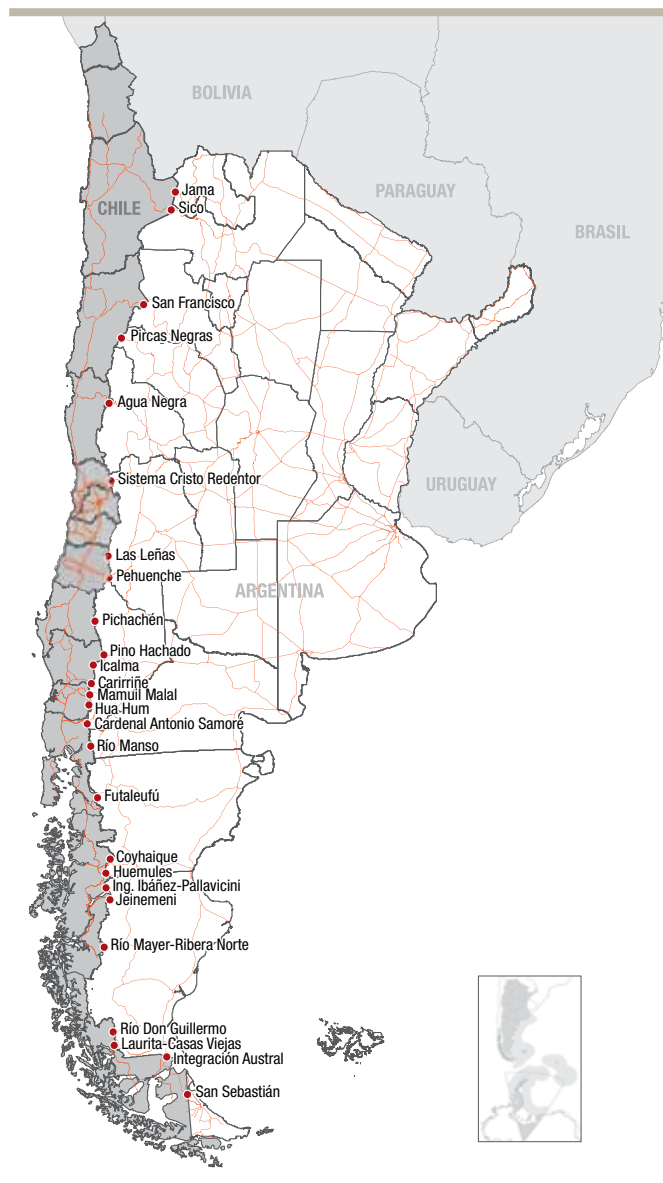 BOLIVIA
PARAGUAY
Jama
CHILE
Sico
BRASIL
San Francisco
Pircas Negras
Agua Negra
Sistema Cristo Redentor
URUGUAY
Las Leñas
Pehuenche
ARGENTINA
Pichachén
Pino Hachado
Icalma
Carirriñe
Mamuil Malal
Hua Hum
Cardenal Antonio Samoré
Río Manso
Futaleufú
Coyhaique
Huemules
Ing. Ibáñez-Pallavicini
Jeinemeni
Río Mayer-Ribera Norte
Río Don Guillermo
Laurita-Casas Viejas
Integración Austral
San Sebastián